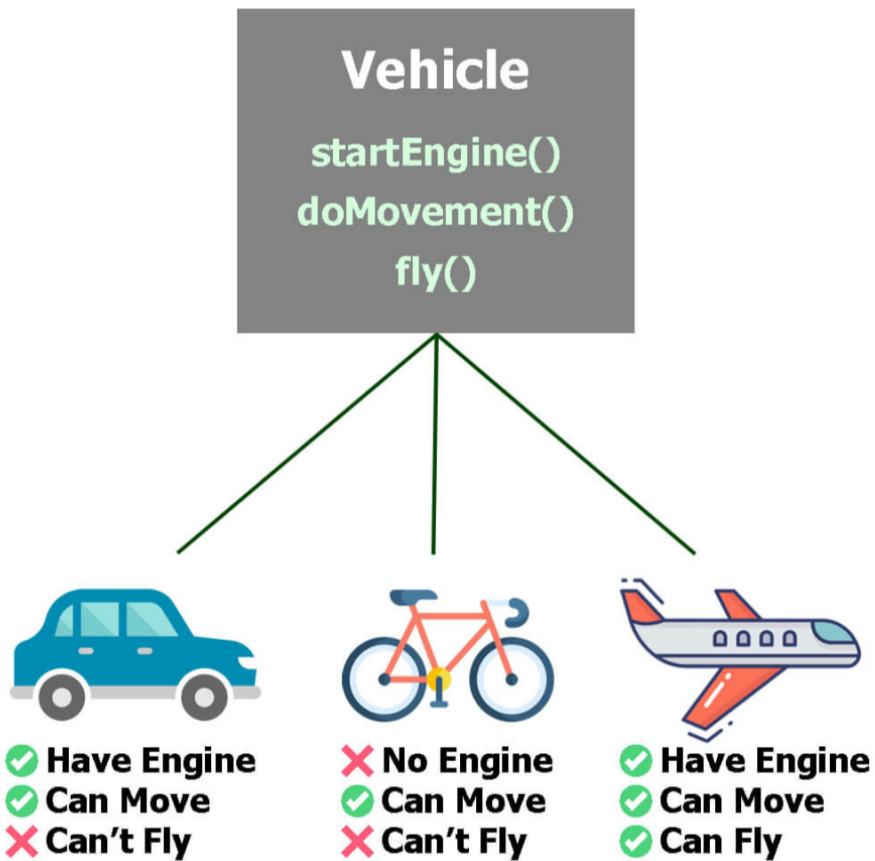 Vehicle
startEngine()
doMovement()
fly()
Have Engine
Can Move
Can't Fly
No Engine
Can Move
Can't Fly
Have Engine
Can Move
Can Fly